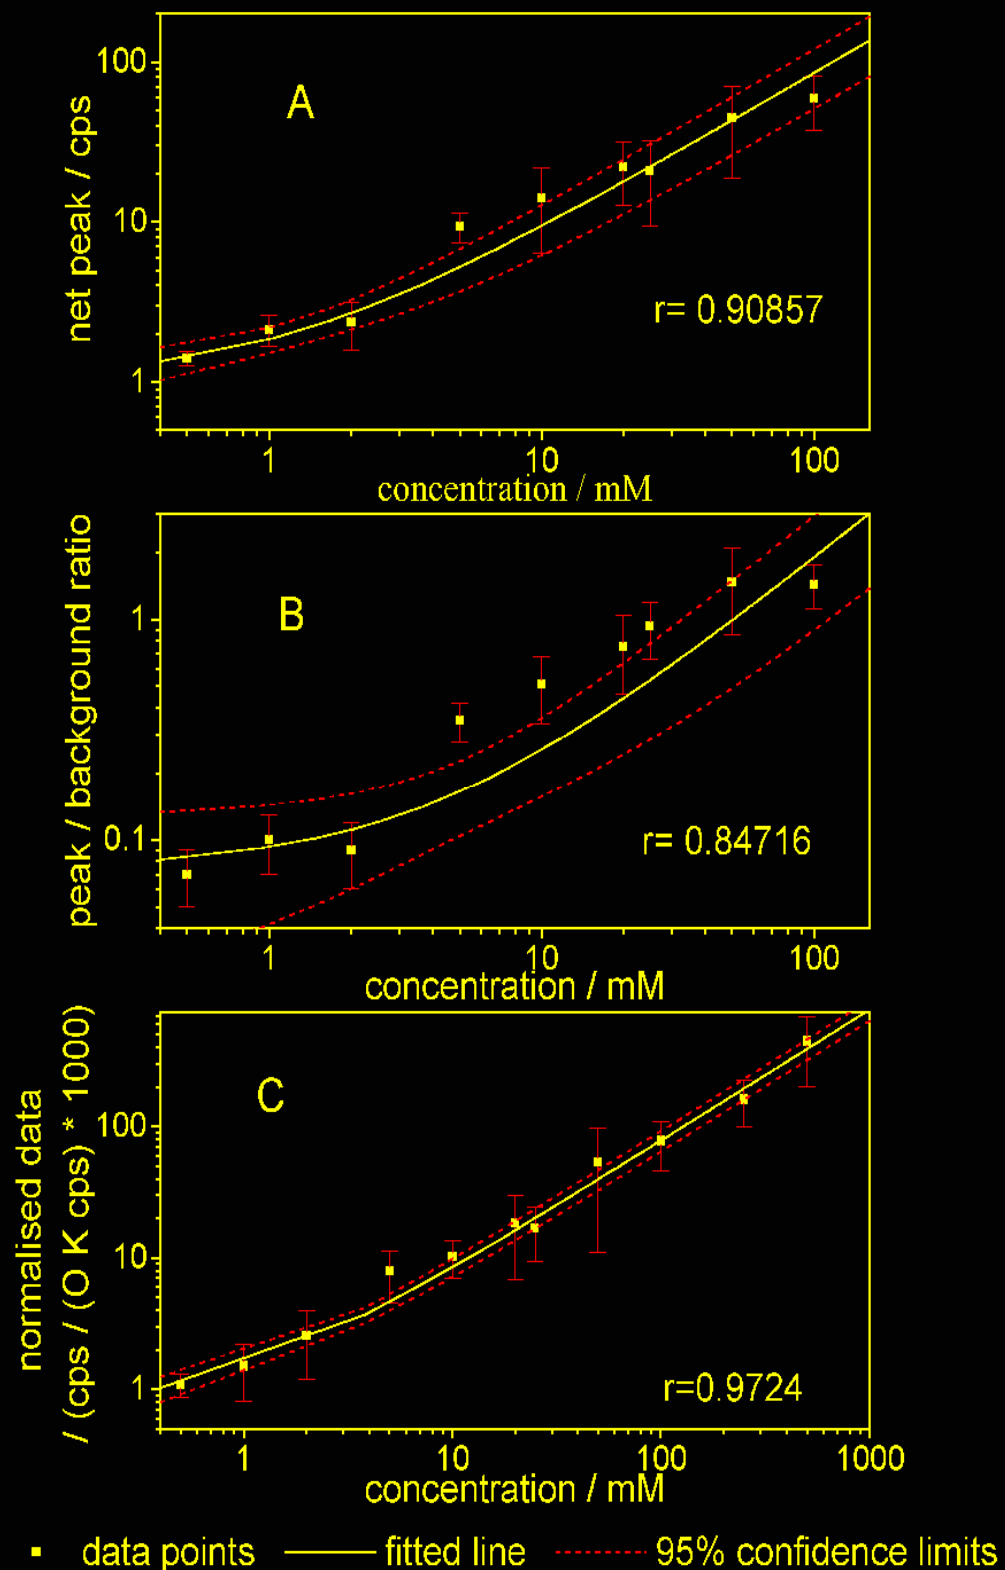 100
10
1
net peak / cps
A
r= 0.90857
1 10 100
concentration / mM
1
0.1
peak / background ratio
B
r= 0.84716
1 10 100
concentration / mM
100
10
1
normalised data
/ (cps / (O K cps) * 1000)
C
r=0.9724
1 10 100 1000
concentration / mM
data points fitted line 95% confidence limits